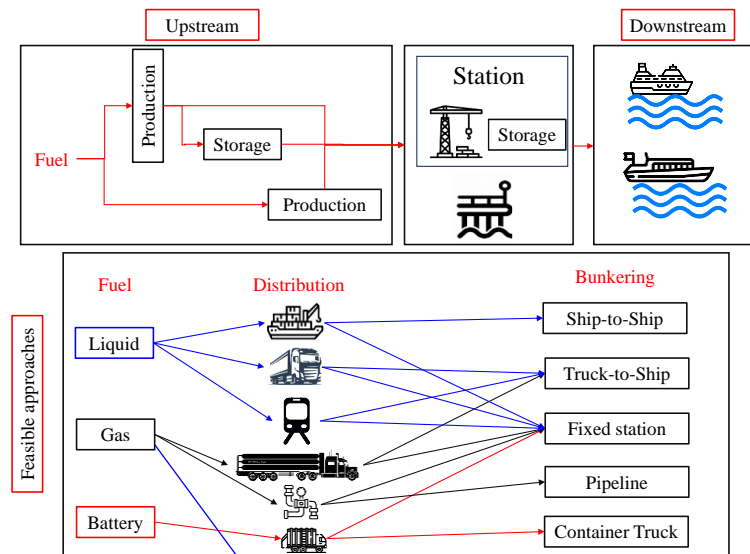 Upstream
Downstream
Production
Storage
Fuel
Production
Station
Storage
Feasible approaches
Fuel
Distribution
Bunkering
Liquid
Ship-to-Ship
Truck-to-Ship
Gas
Fixed station
Pipeline
Battery
Container Truck